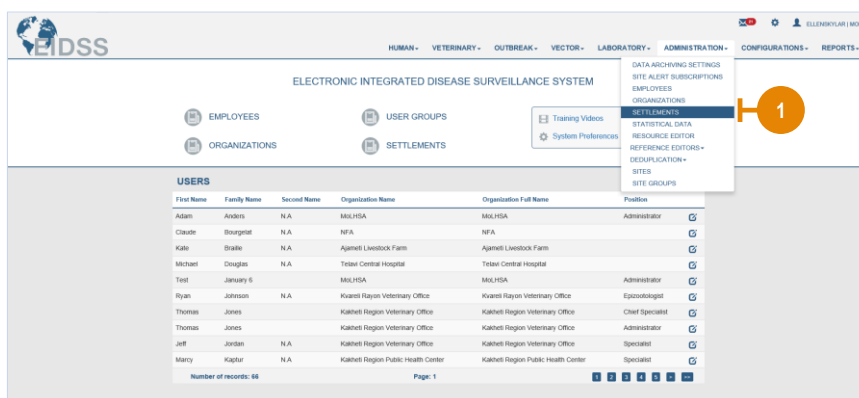 21
ELLENSKYLAR | MO
EIDSS
HUMAN VETERINARY OUTBREAK VECTOR LABORATORY ADMINISTRATION CONFIGURATIONS REPORTS
DATA ARCHIVING SETTINGS
SITE ALERT SUBSCRIPTIONS
EMPLOYEES
ORGANIZATIONS
SETTLEMENTS
STATISTICAL DATA
RESOURCE EDITOR
REFERENCE EDITORS
DEDUPLICATION
SITES
SITE GROUPS
1
ELECTRONIC INTEGRATED DISEASE SURVEILLANCE SYSTEM
EMPLOYEES USER GROUPS Training Videos
ORGANIZATIONS SETTLEMENTS System Preferences
USERS
First Name Family Name Second Name Organization Name Organization Full Name Position
Adam Anders N.A MoLHSA MoLHSA Administrator
Claude Bourgelat N.A NFA NFA
Kate Braille N.A Ajameti Livestock Farm Ajameti Livestock Farm
Michael Douglas N.A Telavi Central Hospital Telavi Central Hospital
Test January 6 MoLHSA MoLHSA Administrator
Ryan Johnson N.A Kvareli Rayon Veterinary Office Kvareli Rayon Veterinary Office Epizootologist
Thomas Jones Kakheti Region Veterinary Office Kakheti Region Veterinary Office Chief Specialist
Thomas Jones Kakheti Region Veterinary Office Kakheti Region Veterinary Office Administrator
Jeff Jordan N.A Kakheti Region Veterinary Office Kakheti Region Veterinary Office Specialist
Marcy Kaptur N.A Kakheti Region Public Health Center Kakheti Region Public Health Center Specialist
Number of records: 66 Page: 1 1 2 3 4 5 > >>